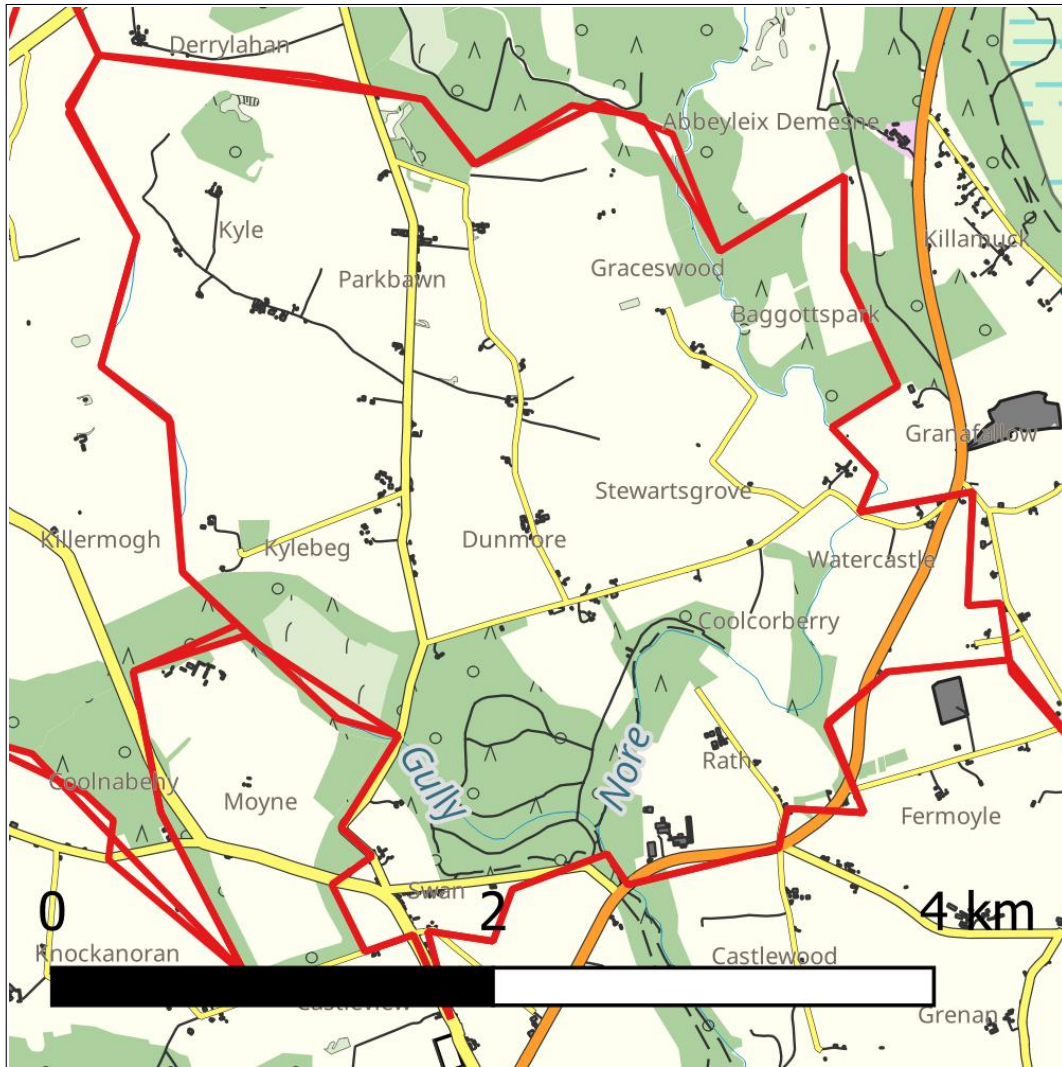 Derrylahan
Abbeyleix Demesne
Kyle
Killamuck
Graceswood
Parkbawn
Baggottspark
Granafallow
Stewartsgrove
Killermogh
Kylebeg
Dunmore
Watercastle
Coolcorberry
Nore
Gully
Rath
Coolnabehy
Moyne
Fermoyle
Swan
0
2
4 km
Knockanoran
Castlewood
Castleview
Grenan